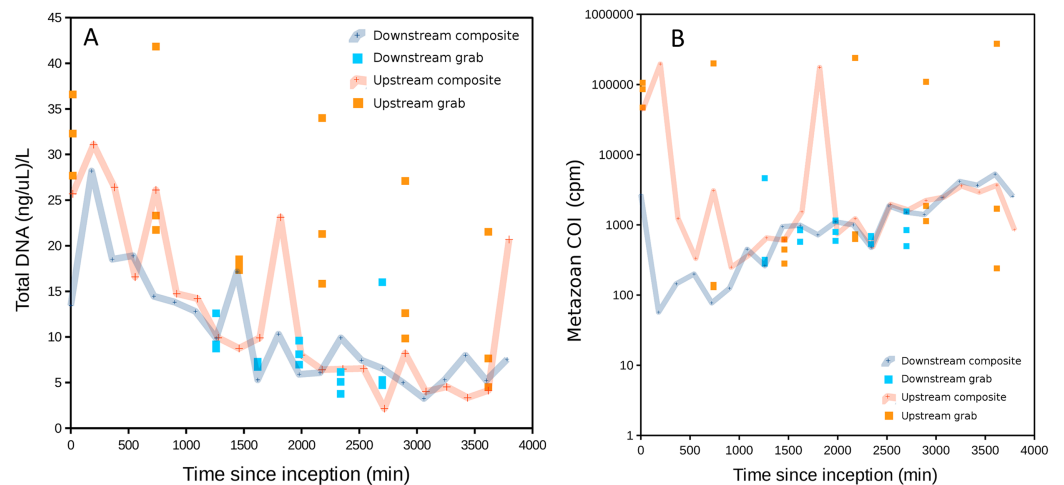 A
45
40
35
30
25
20
15
10
5
0
Total DNA (ng/uL)/L
Downstream composite
Downstream grab
Upstream composite
Upstream grab
0 500 1000 1500 2000 2500 3000 3500 4000
Time since inception (min)
B
1000000
100000
10000
1000
100
10
1
Metazoan COI (cpm)
Downstream composite
Downstream grab
Upstream composite
Upstream grab
0 500 1000 1500 2000 2500 3000 3500 4000
Time since inception (min)